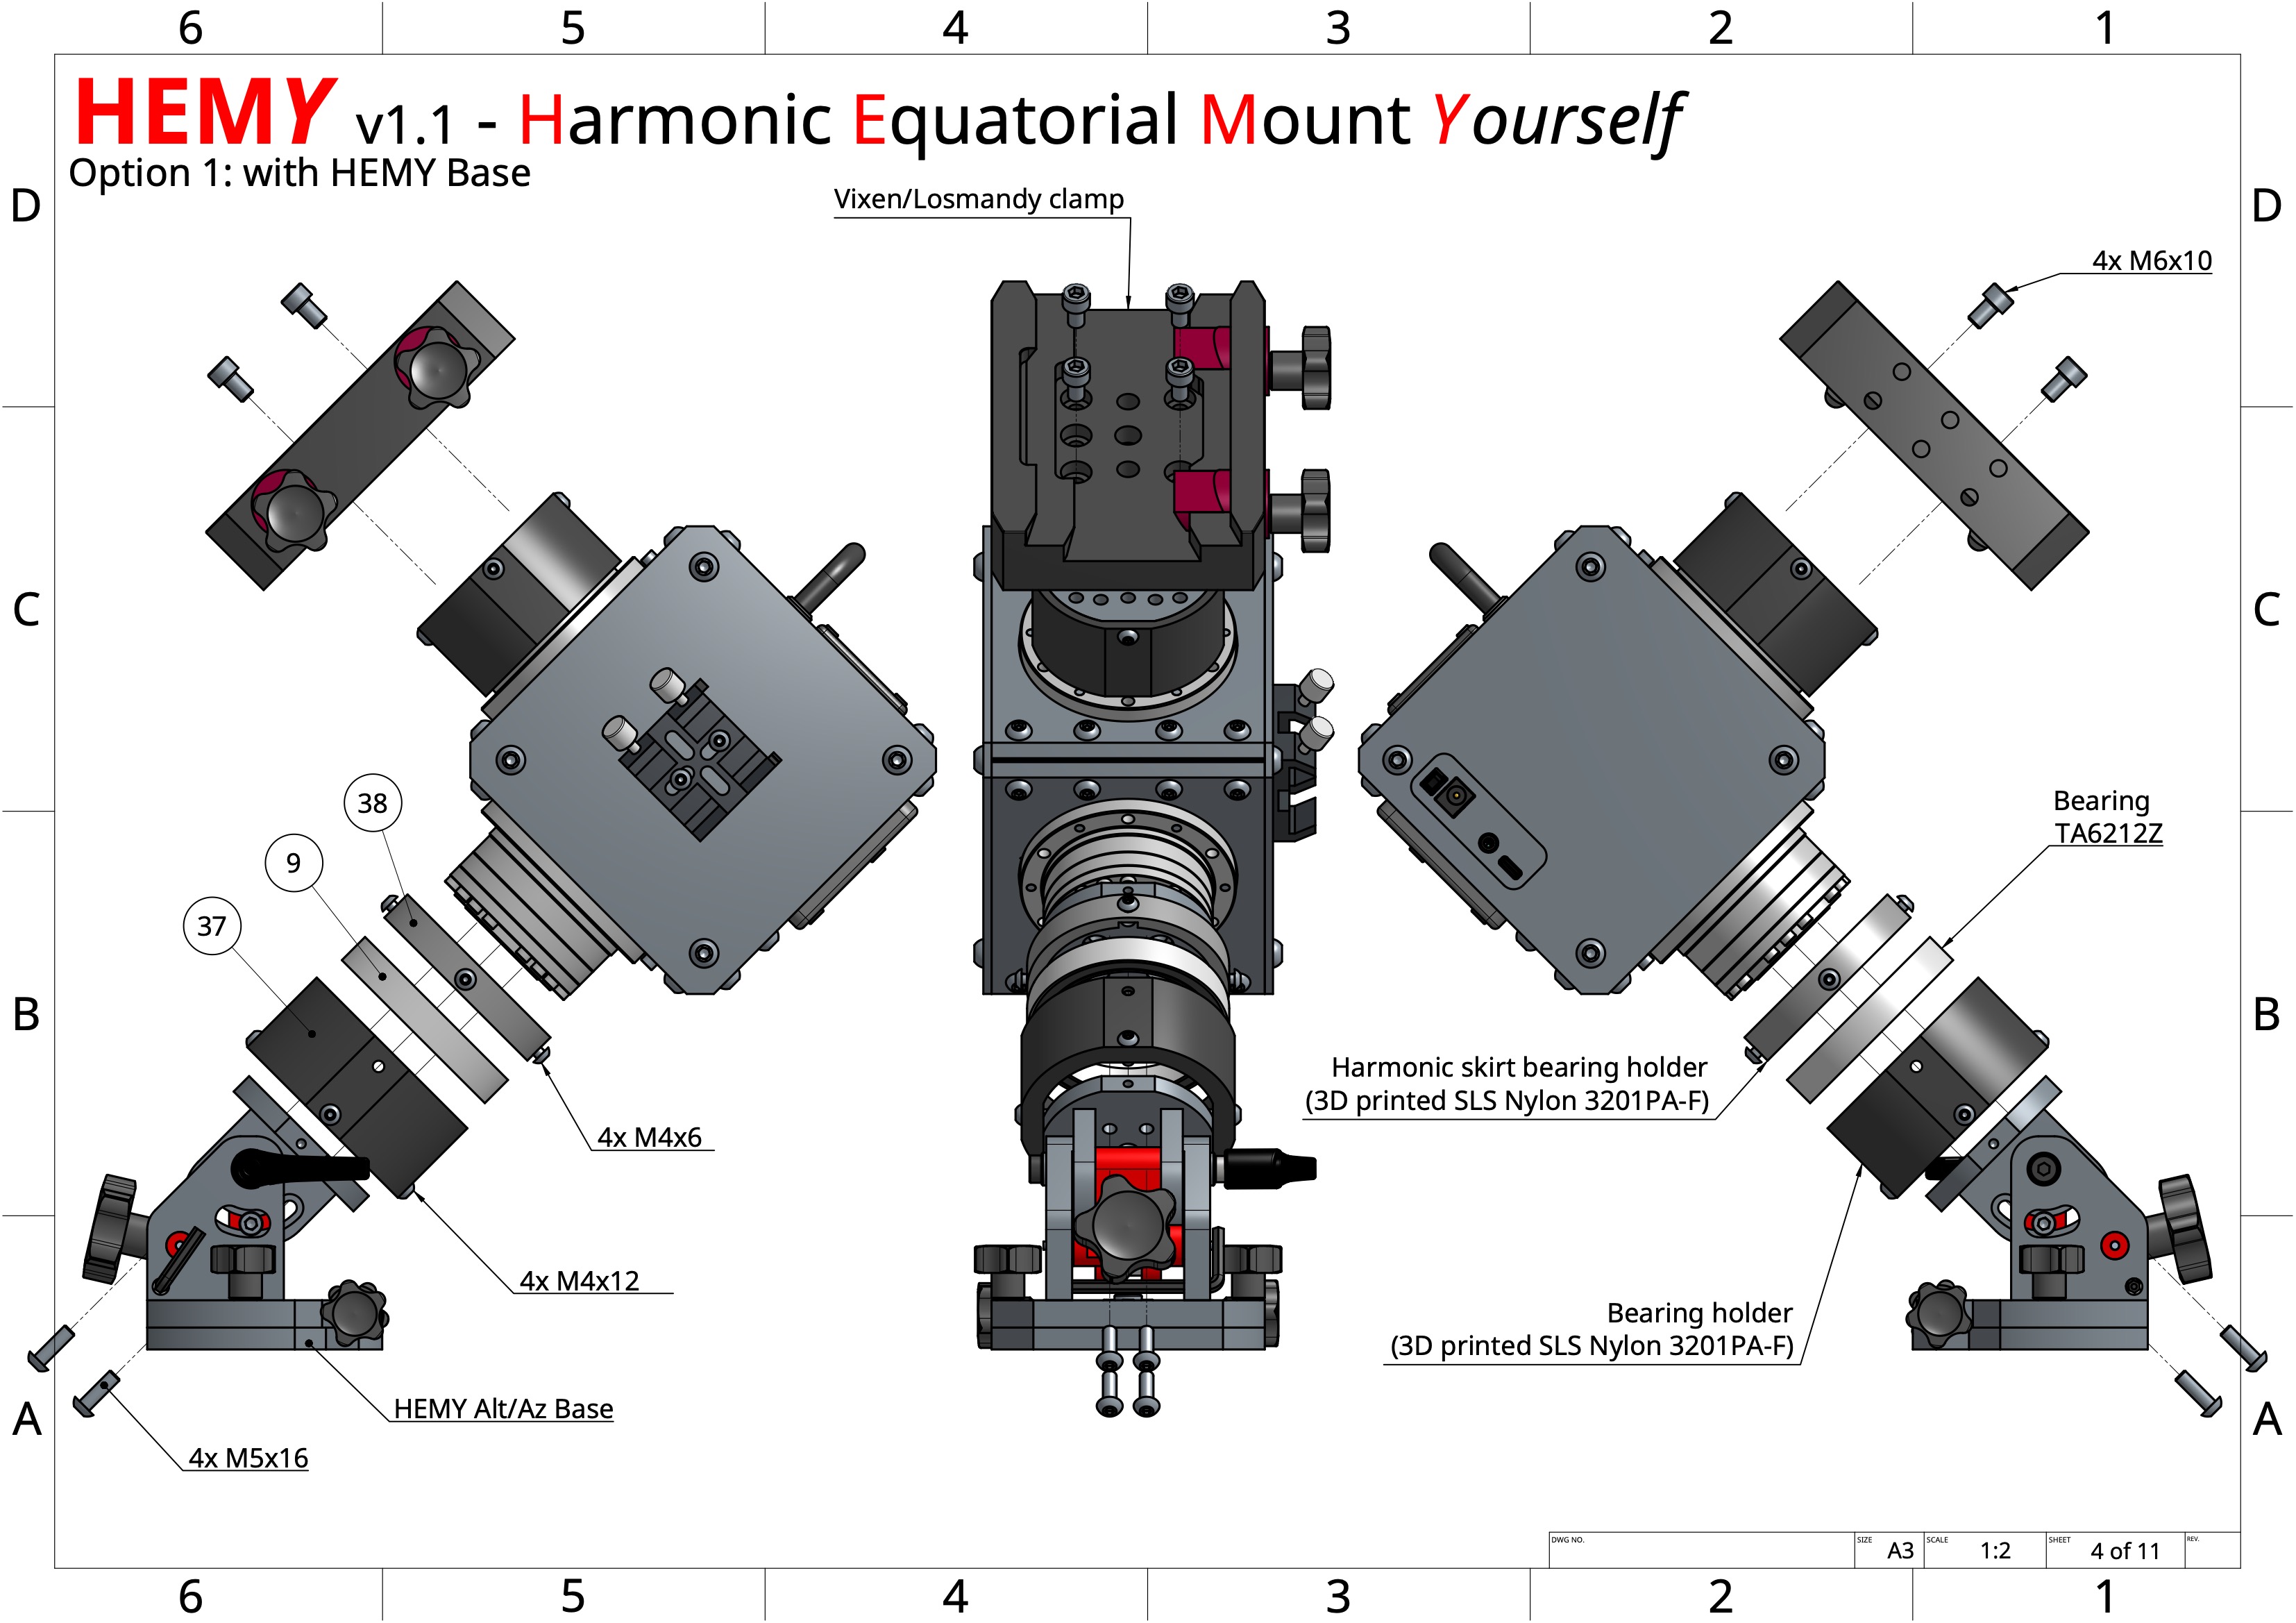 6 5 4 3 2 1
HEMY v1.1 - Harmonic Equatorial Mount Yourself
Option 1: with HEMY Base
D
D
Vixen/Losmandy clamp
4x M6x10
C
C
38
9
37
Bearing
TA6212Z
B
B
Harmonic skirt bearing holder
(3D printed SLS Nylon 3201PA-F)
4x M4x6
4x M4x12
Bearing holder
(3D printed SLS Nylon 3201PA-F)
HEMY Alt/Az Base
A
A
4x M5x16
DWG NO.
SIZE
A3
SCALE
1:2
SHEET
4 of 11
REV.
6 5 4 3 2 1